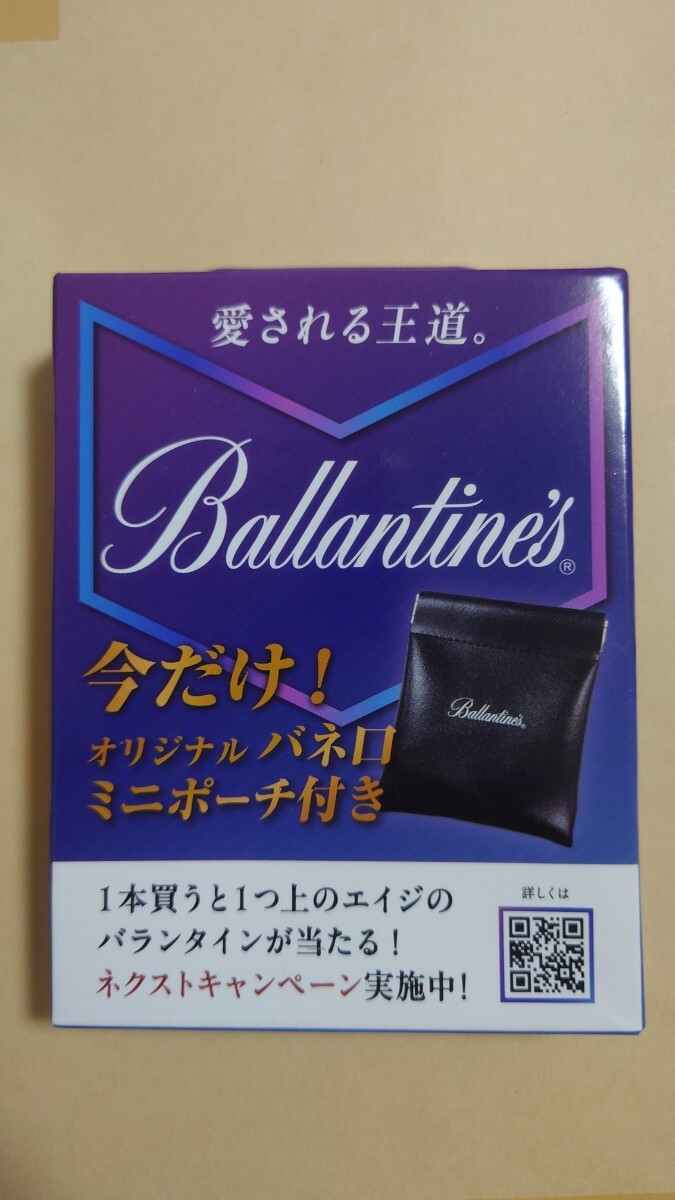 愛される王道。
Ballantine's®
今だけ！
オリジナル バネ口
ミニポーチ付き
Ballantine's®
1本買うと1つ上のエイジの
バランタインが当たる！
ネクストキャンペーン実施中！
詳しくは